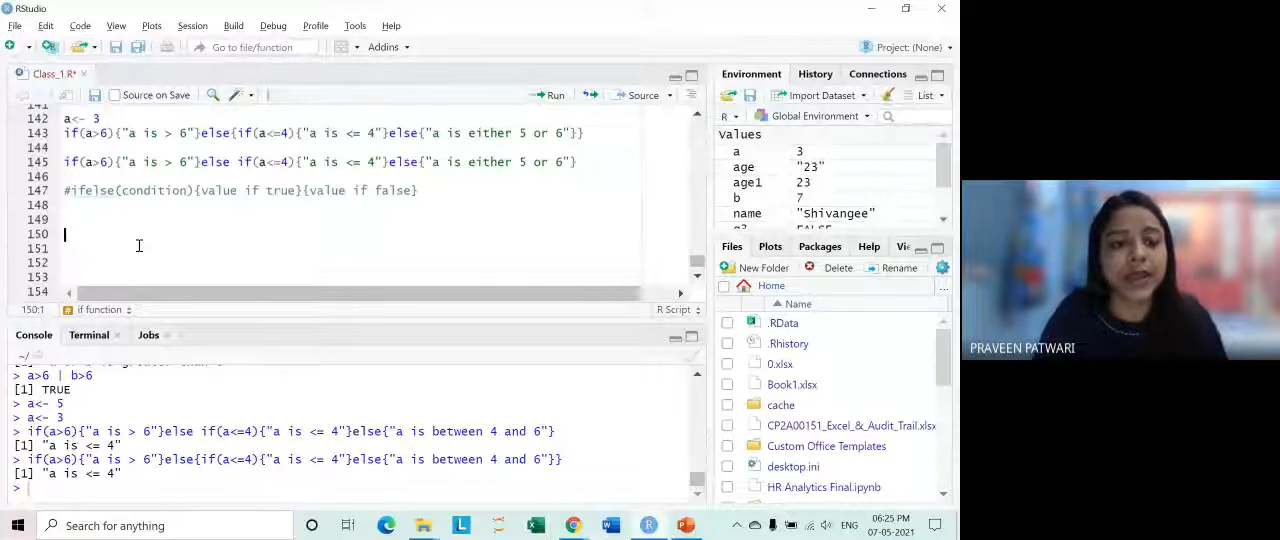 RStudio
File Edit Code View Plots Session Build Debug Profile Tools Help
Go to file/function Addins Project: (None)
Class_1.R*
Source on Save Run Source
141
142 a<- 3
143 if(a>6){"a is > 6"}else{if(a<=4){"a is <= 4"}else{"a is either 5 or 6"}}
144
145 if(a>6){"a is > 6"}else if(a<=4){"a is <= 4"}else{"a is either 5 or 6"}
146
147 #ifelse(condition){value if true}{value if false}
148
149
150
151
152
153
154
150:1 if function R Script
Console Terminal Jobs
~/
> a>6 | b>6
[1] TRUE
> a<- 5
> a<- 3
> if(a>6){"a is > 6"}else if(a<=4){"a is <= 4"}else{"a is between 4 and 6"}
[1] "a is <= 4"
> if(a>6){"a is > 6"}else{if(a<=4){"a is <= 4"}else{"a is between 4 and 6"}}
[1] "a is <= 4"
>
Environment History Connections
Import Dataset List
R Global Environment
Values
a 3
age "23"
age1 23
b 7
name "Shivangee"
Files Plots Packages Help Vi
New Folder Delete Rename
Home
Name
.RData
.Rhistory
0.xlsx
Book1.xlsx
cache
CP2A00151_Excel_&_Audit_Trail.xlsx
Custom Office Templates
desktop.ini
HR Analytics Final.ipynb
PRAVEEN PATWARI
Search for anything
ENG
06:25 PM
07-05-2021